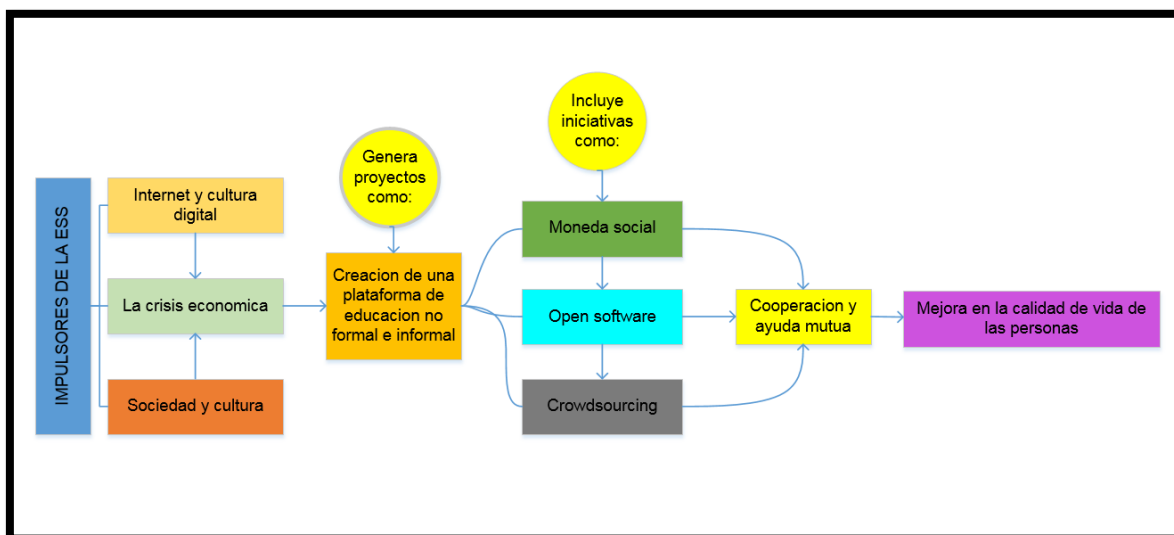 IMPULSORES DE LA ESS
Internet y cultura
digital
La crisis economica
Sociedad y cultura
Genera
proyectos
como:
Creacion de una
plataforma de
educacion no
formal e informal
Incluye
iniciativas
como:
Moneda social
Open software
Crowdsourcing
Cooperacion y
ayuda mutua
Mejora en la calidad de vida de
las personas